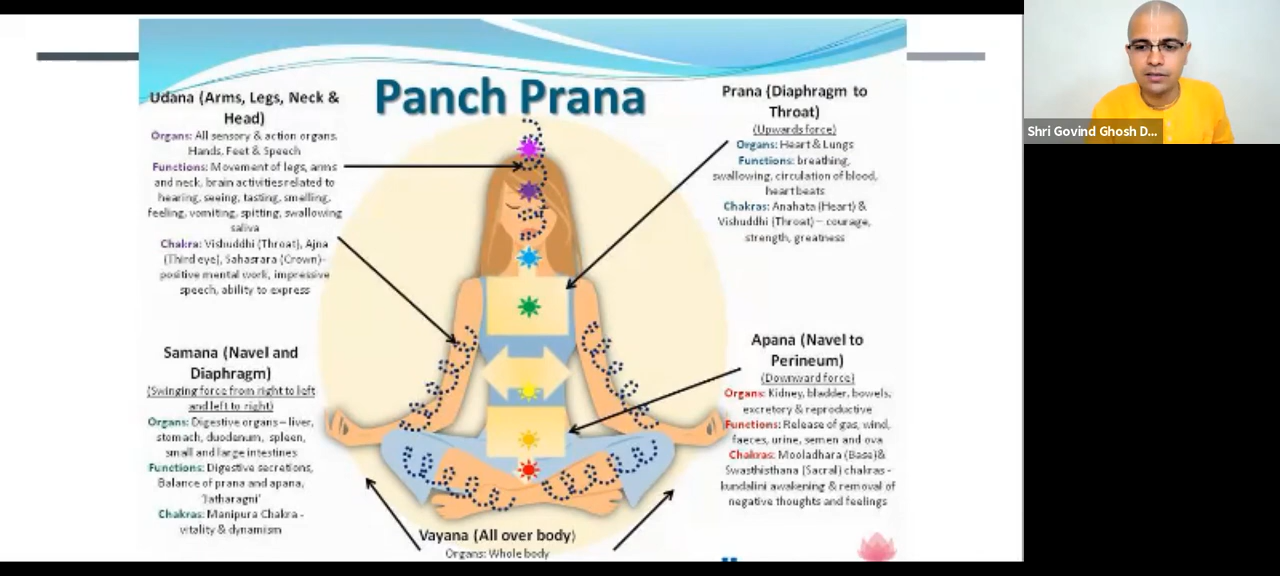 Panch Prana
Udana (Arms, Legs, Neck &
Head)
Organs: All sensory & action organs.
Hands, Feet & Speech
Functions: Movement of legs, arms
and neck, brain activities related to
hearing, seeing, tasting, smelling,
feeling, vomiting, spitting, swallowing
saliva
Chakra: Vishuddhi (Throat), Ajna
(Third eye), Sahasrara (Crown)-
positive mental work, impressive
speech, ability to express
Samana (Navel and
Diaphragm)
(Swinging force from right to left
and left to right)
Organs: Digestive organs – liver,
stomach, duodenum, spleen,
small and large intestines
Functions: Digestive secretions,
Balance of prana and apana,
'Jatharagni'
Chakras: Manipura Chakra -
vitality & dynamism
Prana (Diaphragm to
Throat)
(Upwards force)
Organs: Heart & Lungs
Functions: breathing,
swallowing, circulation of blood,
heart beats
Chakras: Anahata (Heart) &
Vishuddhi (Throat) – courage,
strength, greatness
Apana (Navel to
Perineum)
(Downward force)
Organs: Kidney, bladder, bowels,
excretory & reproductive
Functions: Release of gas, wind,
faeces, urine, semen and ova
Chakras: Mooladhara (Base)&
Swasthisthana (Sacral) chakras -
kundalini awakening & removal of
negative thoughts and feelings
Vayana (All over body)
Organs: Whole body
Shri Govind Ghosh D...